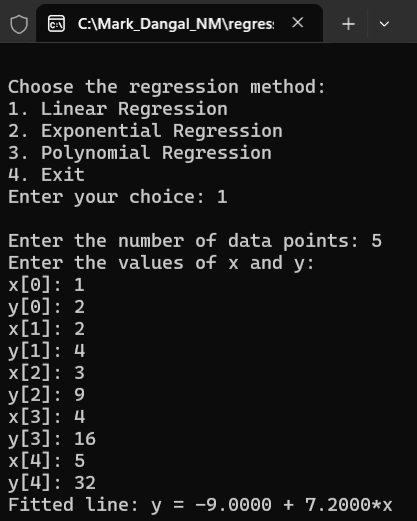 C:\Mark_Dangal_NM\regres
Choose the regression method:
1. Linear Regression
2. Exponential Regression
3. Polynomial Regression
4. Exit
Enter your choice: 1
Enter the number of data points: 5
Enter the values of x and y:
x[0]: 1
y[0]: 2
x[1]: 2
y[1]: 4
x[2]: 3
y[2]: 9
x[3]: 4
y[3]: 16
x[4]: 5
y[4]: 32
Fitted line: y = -9.0000 + 7.2000*x